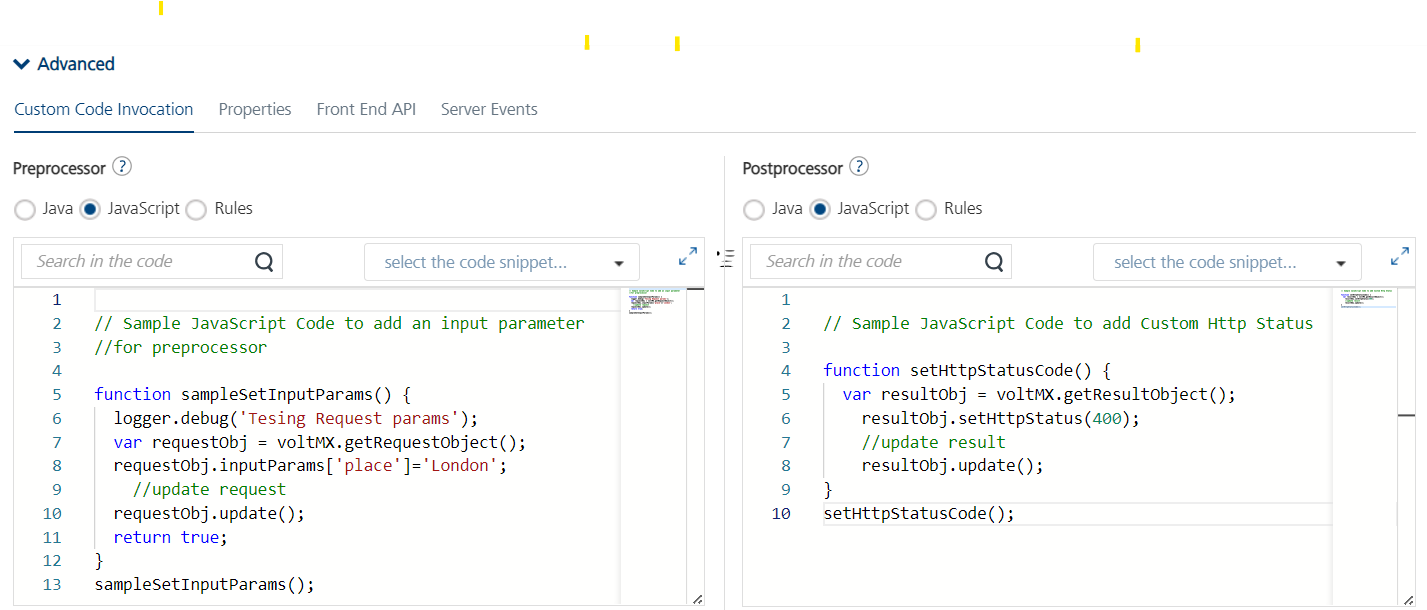 Advanced
Custom Code Invocation Properties Front End API Server Events
Preprocessor ?
Java JavaScript Rules
Search in the code select the code snippet...
1
2 // Sample JavaScript Code to add an input parameter
3 //for preprocessor
4
5 function sampleSetInputParams() {
6 logger.debug('Tesing Request params');
7 var requestObj = voltMX.getRequestObject();
8 requestObj.inputParams['place']='London';
9 //update request
10 requestObj.update();
11 return true;
12 }
13 sampleSetInputParams();
Postprocessor ?
Java JavaScript Rules
Search in the code select the code snippet...
1
2 // Sample JavaScript Code to add Custom Http Status
3
4 function setHttpStatusCode() {
5 var resultObj = voltMX.getResultObject();
6 resultObj.setHttpStatus(400);
7 //update result
8 resultObj.update();
9 }
10 setHttpStatusCode();